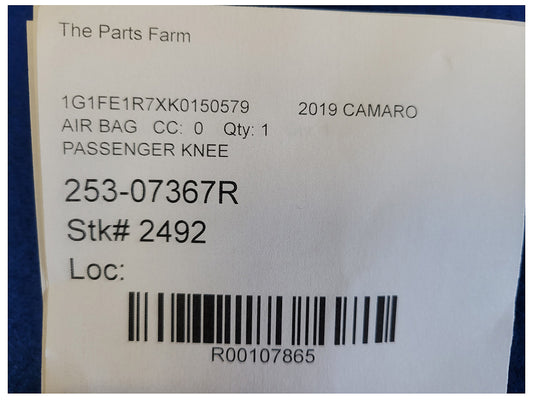 The Parts Farm
1G1FE1R7XK0150579 2019 CAMARO
AIR BAG CC: 0 Qty: 1
PASSENGER KNEE
253-07367R
Stk# 2492
Loc:
R00107865